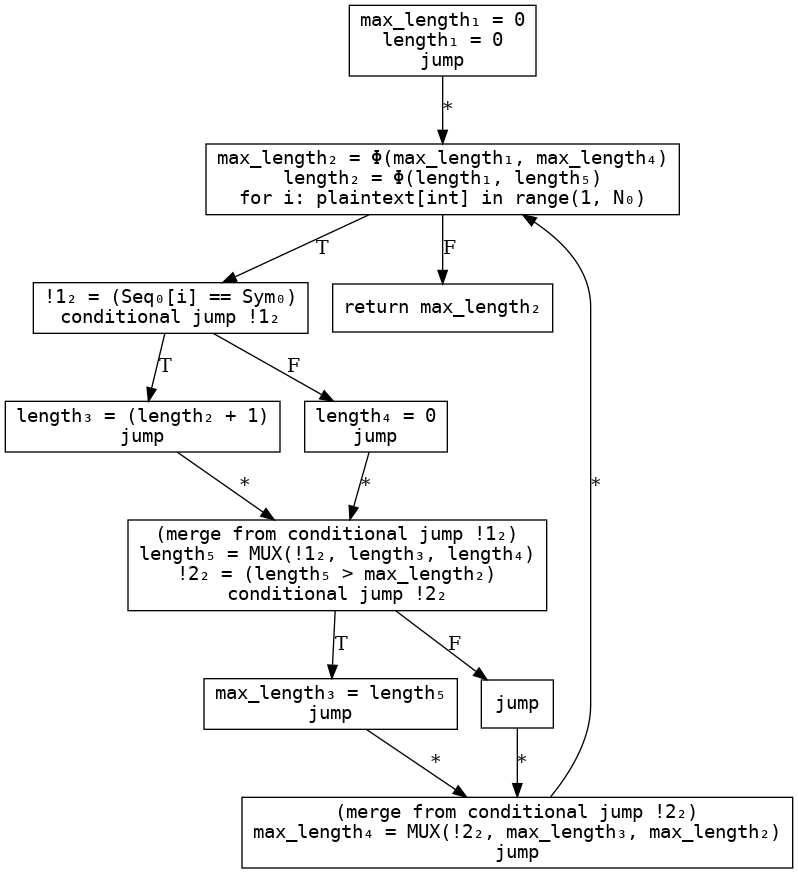 max_length₁ = 0
length₁ = 0
jump
*
max_length₂ = Φ(max_length₁, max_length₄)
length₂ = Φ(length₁, length₅)
for i: plaintext[int] in range(1, N₀)
T
F
!1₂ = (Seq₀[i] == Sym₀)
conditional jump !1₂
return max_length₂
T
F
length₃ = (length₂ + 1)
jump
length₄ = 0
jump
*
*
*
(merge from conditional jump !1₂)
length₅ = MUX(!1₂, length₃, length₄)
!2₂ = (length₅ > max_length₂)
conditional jump !2₂
T
F
max_length₃ = length₅
jump
jump
*
*
(merge from conditional jump !2₂)
max_length₄ = MUX(!2₂, max_length₃, max_length₂)
jump